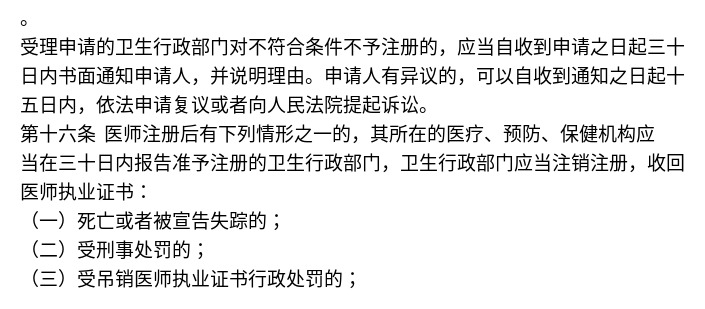 。
受理申请的卫生行政部门对不符合条件不予注册的，应当自收到申请之日起三十
日内书面通知申请人，并说明理由。申请人有异议的，可以自收到通知之日起十
五日内，依法申请复议或者向人民法院提起诉讼。
第十六条 医师注册后有下列情形之一的，其所在的医疗、预防、保健机构应
当在三十日内报告准予注册的卫生行政部门，卫生行政部门应当注销注册，收回
医师执业证书：
（一）死亡或者被宣告失踪的；
（二）受刑事处罚的；
（三）受吊销医师执业证书行政处罚的；